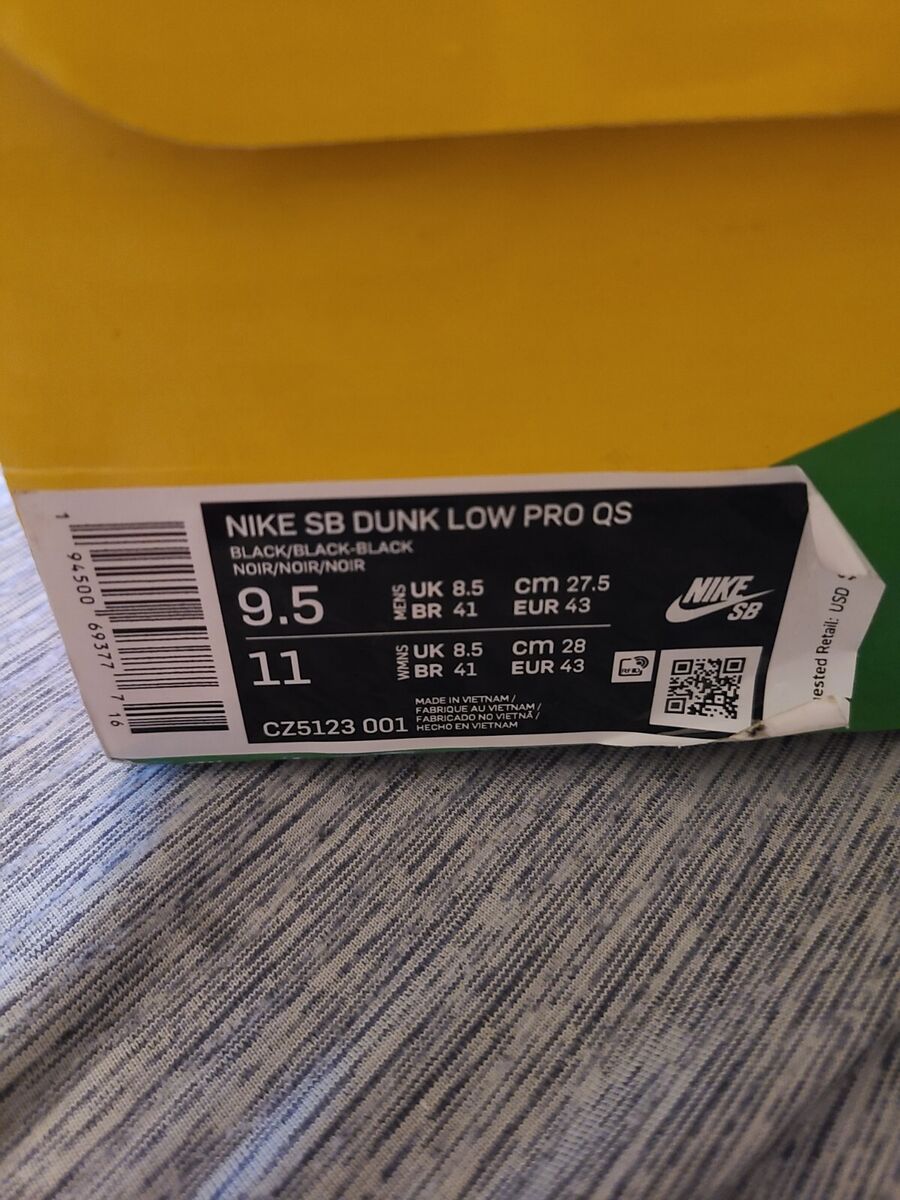 NIKE SB DUNK LOW PRO QS
BLACK/BLACK-BLACK
NOIR/NOIR/NOIR
9.5 MENS UK 8.5 cm 27.5
BR 41 EUR 43
11 WMNS UK 8.5 cm 28
BR 41 EUR 43
CZ5123 001
MADE IN VIETNAM /
FABRIQUE AU VIETNAM /
FABRICADO NO VIETNÃ /
HECHO EN VIETNAM
NIKE
SB
RFID
1 94500 69377 7 16
ested Retail: USD $